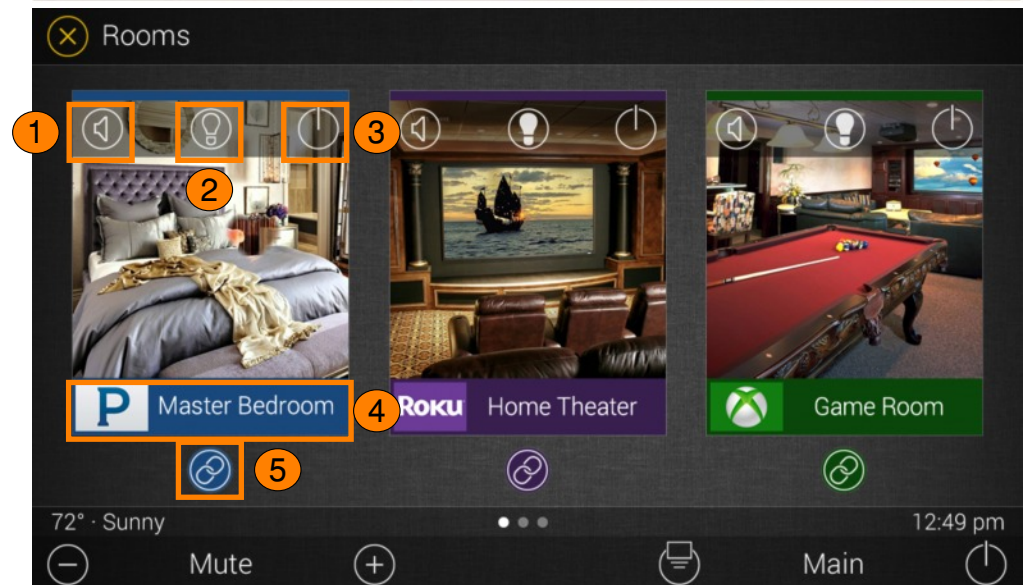 Rooms
1
2
3
P Master Bedroom
4
ROKU Home Theater
Game Room
5
72° · Sunny
12:49 pm
Mute
Main